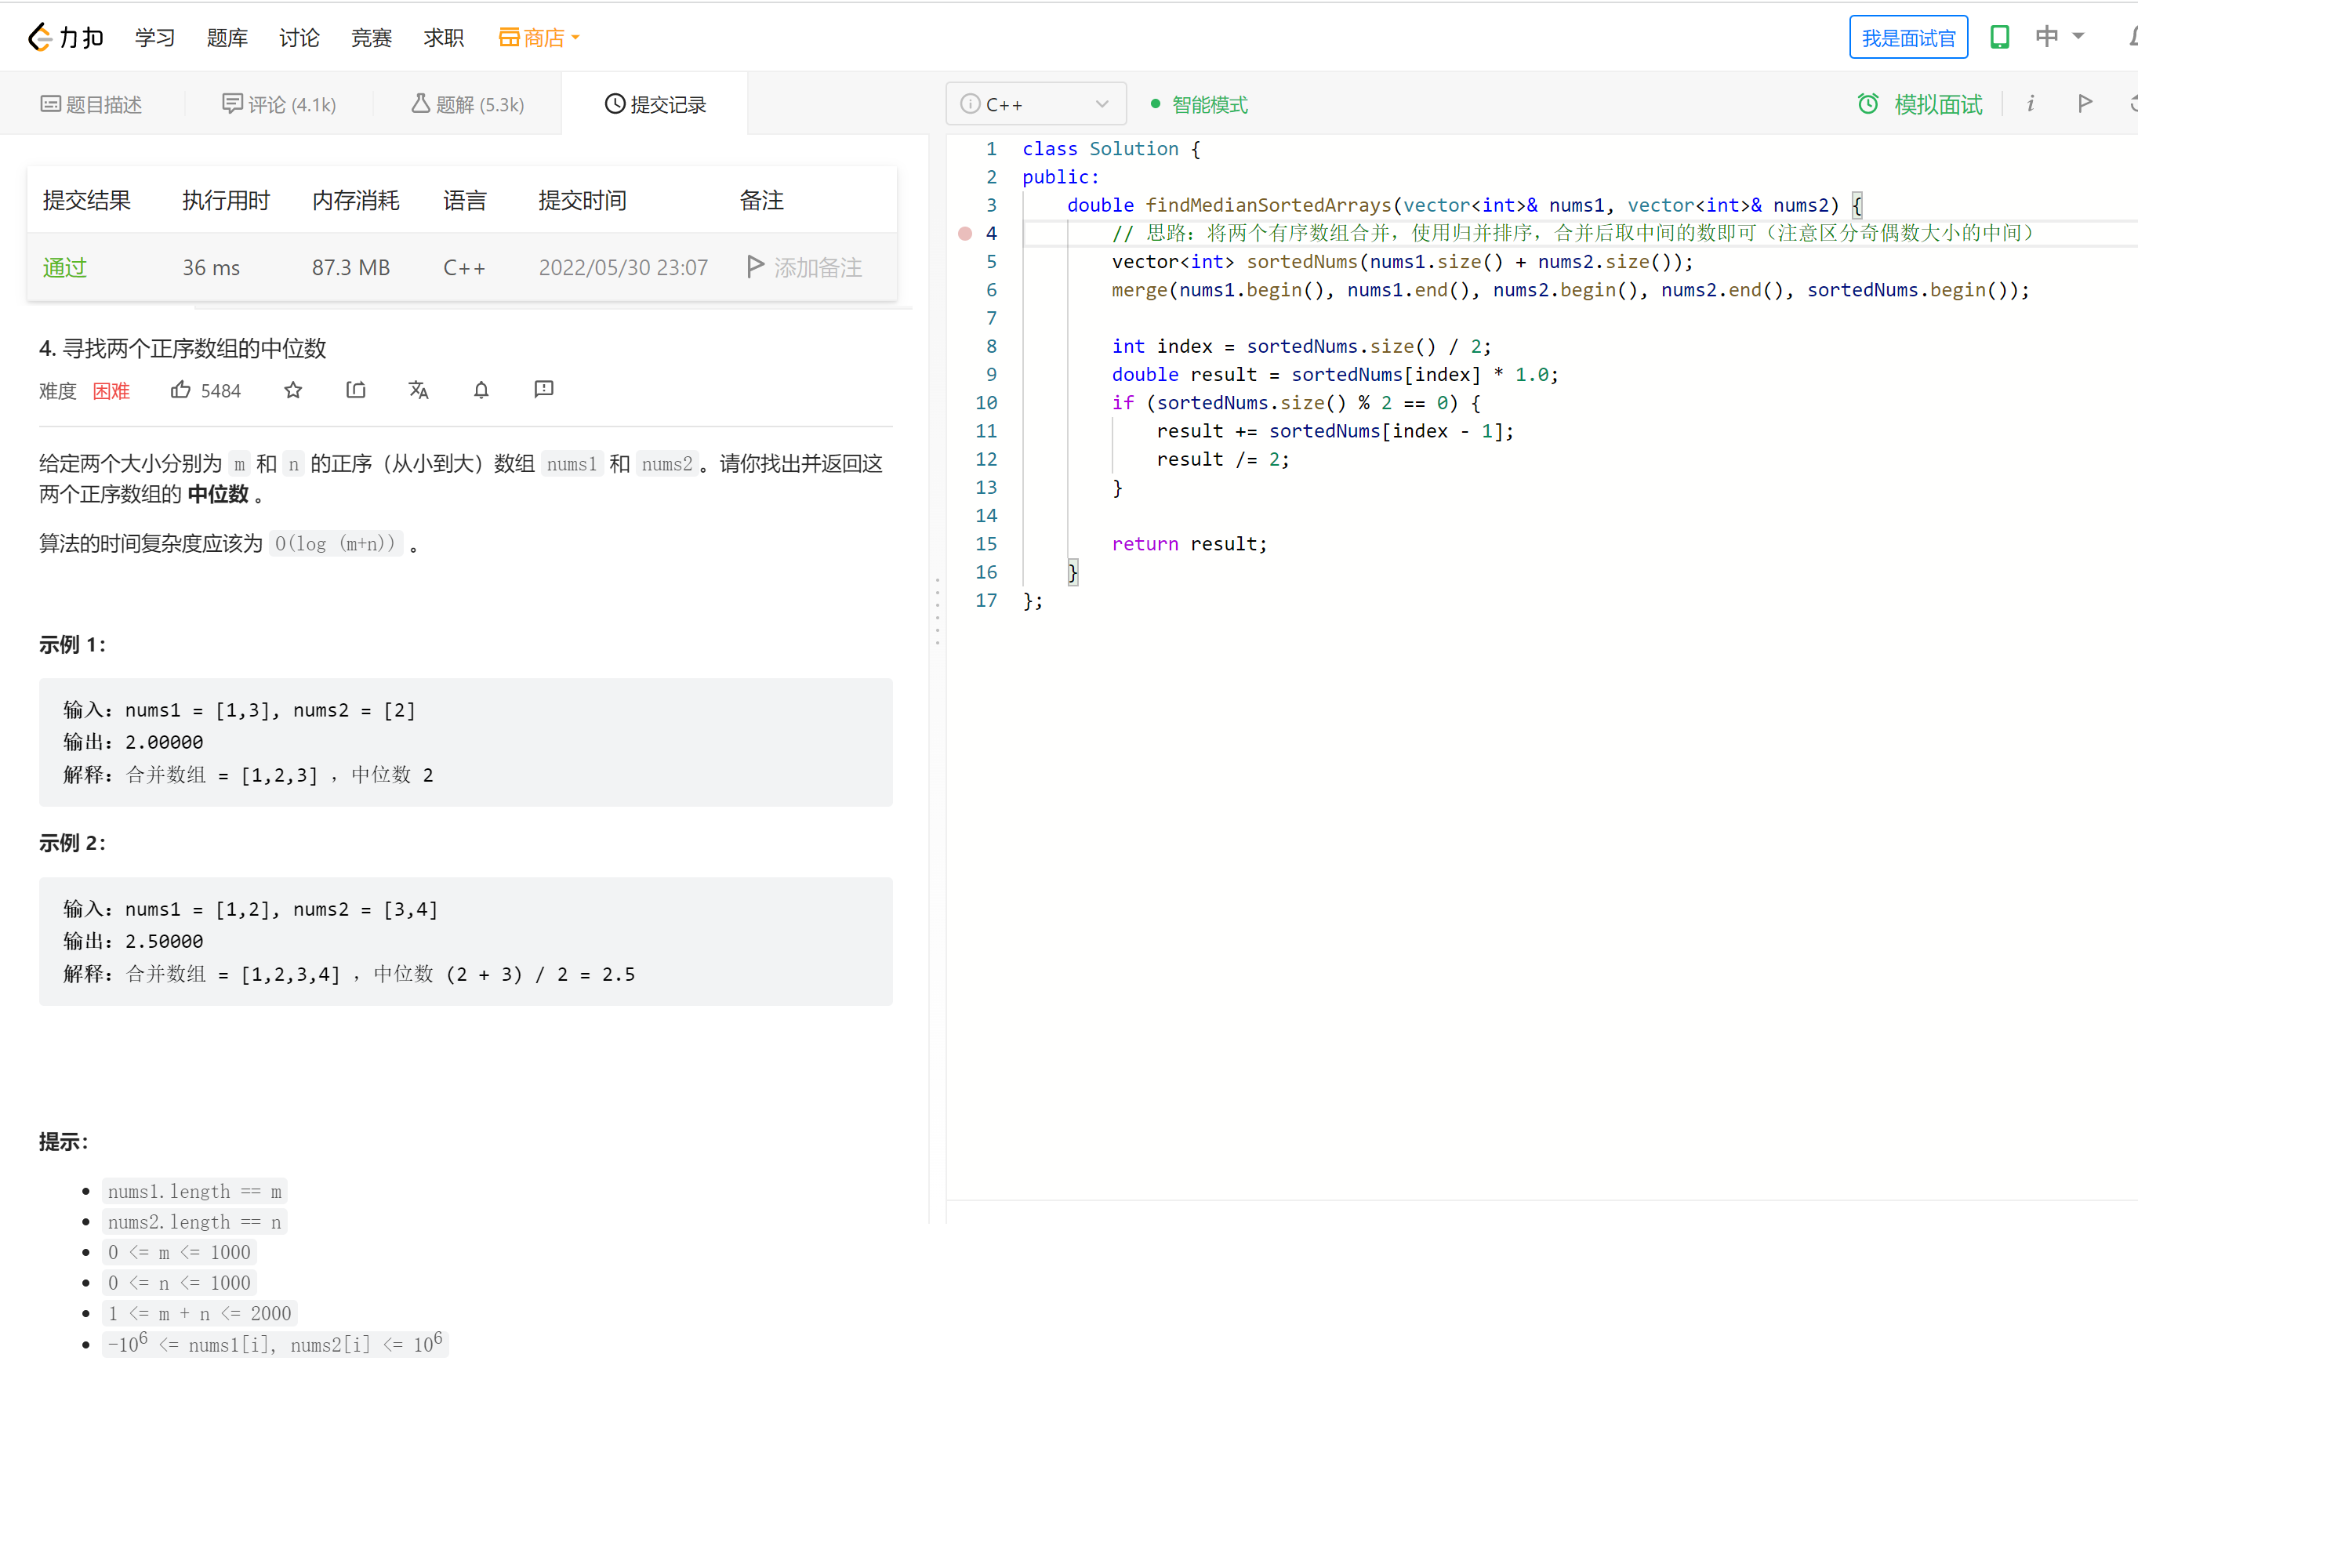 力扣 学习 题库 讨论 竞赛 求职 商店 我是面试官 中
题目描述 评论 (4.1k) 题解 (5.3k) 提交记录
提交结果 执行用时 内存消耗 语言 提交时间 备注
通过 36 ms 87.3 MB C++ 2022/05/30 23:07 添加备注
4. 寻找两个正序数组的中位数
难度 困难 5484
给定两个大小分别为 m 和 n 的正序（从小到大）数组 nums1 和 nums2。请你找出并返回这
两个正序数组的 中位数 。
算法的时间复杂度应该为 O(log (m+n)) 。
示例 1：
输入：nums1 = [1,3], nums2 = [2]
输出：2.00000
解释：合并数组 = [1,2,3] ，中位数 2
示例 2：
输入：nums1 = [1,2], nums2 = [3,4]
输出：2.50000
解释：合并数组 = [1,2,3,4] ，中位数 (2 + 3) / 2 = 2.5
提示：
nums1.length == m
nums2.length == n
0 <= m <= 1000
0 <= n <= 1000
1 <= m + n <= 2000
-10⁶ <= nums1[i], nums2[i] <= 10⁶
C++ 智能模式 模拟面试 i
1 class Solution {
2 public:
3 double findMedianSortedArrays(vector<int>& nums1, vector<int>& nums2) {
4 // 思路：将两个有序数组合并，使用归并排序，合并后取中间的数即可（注意区分奇偶数大小的中间）
5 vector<int> sortedNums(nums1.size() + nums2.size());
6 merge(nums1.begin(), nums1.end(), nums2.begin(), nums2.end(), sortedNums.begin());
7
8 int index = sortedNums.size() / 2;
9 double result = sortedNums[index] * 1.0;
10 if (sortedNums.size() % 2 == 0) {
11 result += sortedNums[index - 1];
12 result /= 2;
13 }
14
15 return result;
16 }
17 };